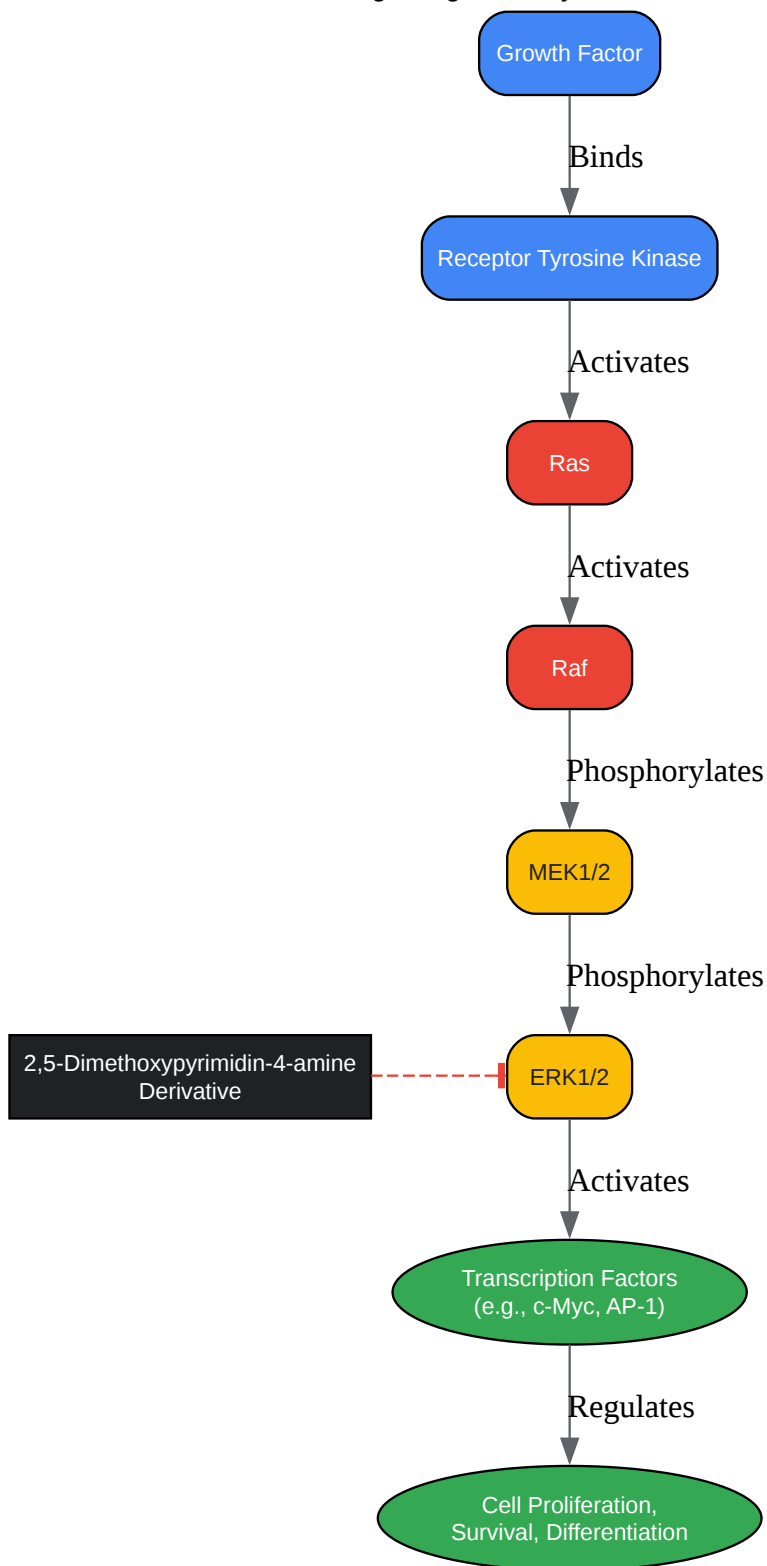 Growth Factor
Binds
Receptor Tyrosine Kinase
Activates
Ras
Activates
Raf
Phosphorylates
MEK1/2
Phosphorylates
2,5-Dimethoxypyrimidin-4-amine
Derivative
ERK1/2
Activates
Transcription Factors
(e.g., c-Myc, AP-1)
Regulates
Cell Proliferation,
Survival, Differentiation